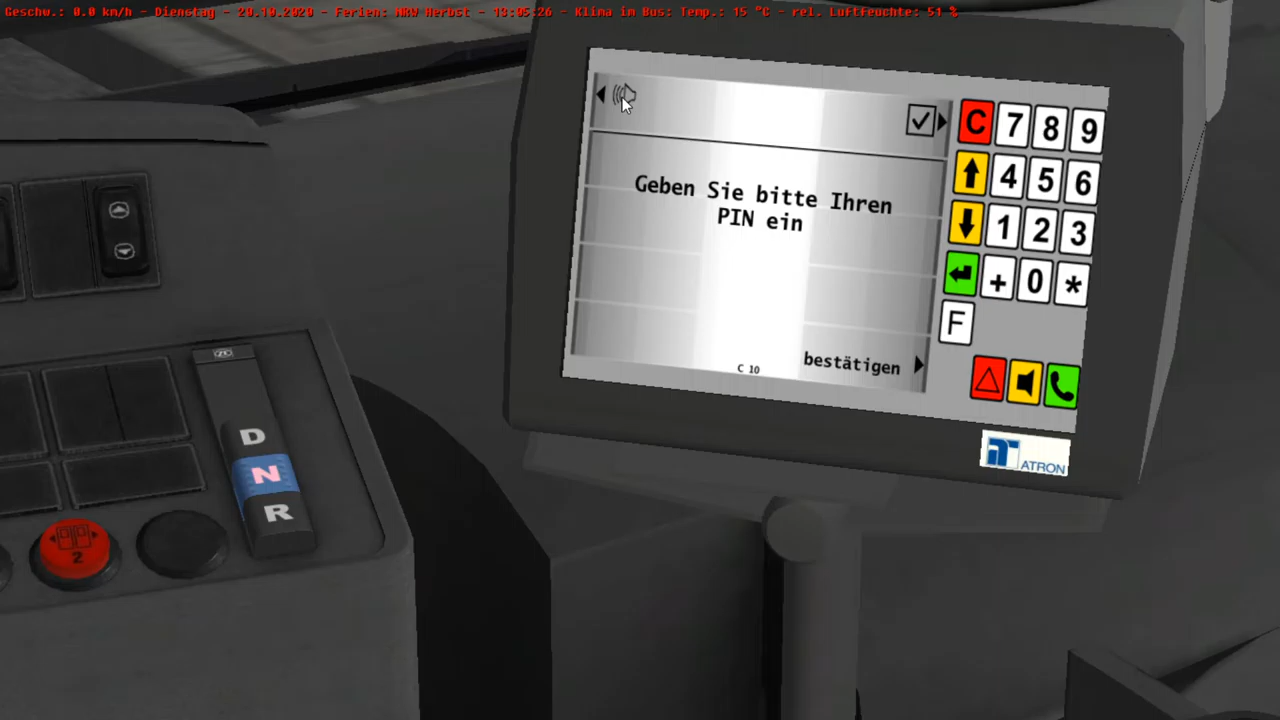 Geschw.: 0.0 km/h - Dienstag - 20.10.2020 - Ferien: NRW Herbst - 13:05:26 - Klima im Bus: Temp.: 15 °C - rel. Luftfeuchte: 51 %
Geben Sie bitte Ihren
PIN ein
bestätigen
C 10
C 7 8 9
4 5 6
1 2 3
+ 0 *
F
ATRON
D
N
R
2